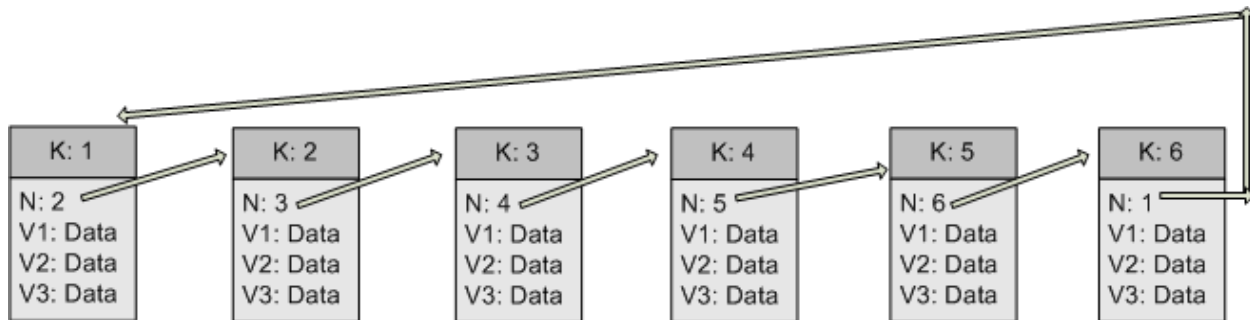 K: 1
N: 2
V1: Data
V2: Data
V3: Data
K: 2
N: 3
V1: Data
V2: Data
V3: Data
K: 3
N: 4
V1: Data
V2: Data
V3: Data
K: 4
N: 5
V1: Data
V2: Data
V3: Data
K: 5
N: 6
V1: Data
V2: Data
V3: Data
K: 6
N: 1
V1: Data
V2: Data
V3: Data